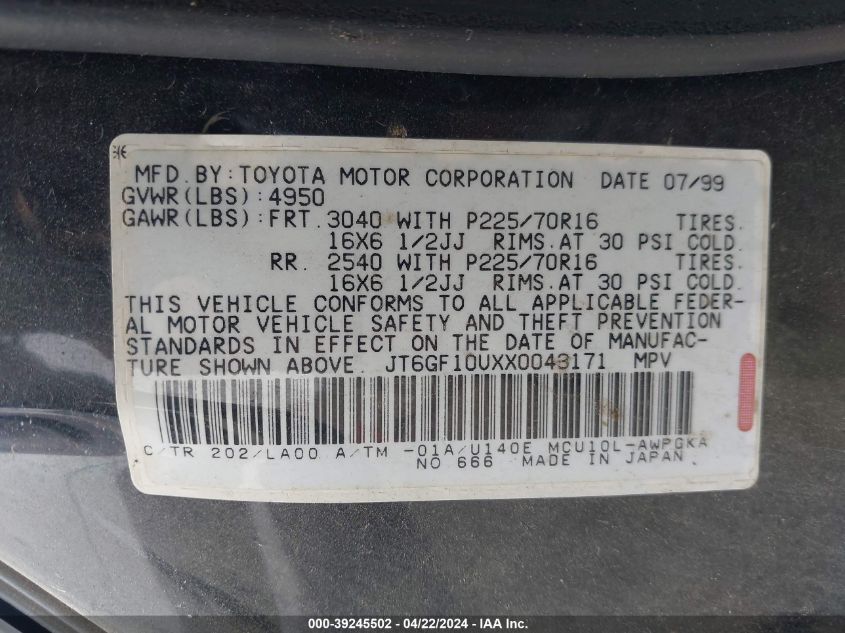 MFD.BY:TOYOTA MOTOR CORPORATION DATE 07/99
GVWR(LBS):4950
GAWR(LBS):FRT. 3040 WITH P225/70R16 TIRES.
16X6 1/2JJ RIMS.AT 30 PSI COLD.
RR. 2540 WITH P225/70R16 TIRES.
16X6 1/2JJ RIMS.AT 30 PSI COLD.
THIS VEHICLE CONFORMS TO ALL APPLICABLE FEDER-
AL MOTOR VEHICLE SAFETY AND THEFT PREVENTION
STANDARDS IN EFFECT ON THE DATE OF MANUFAC-
TURE SHOWN ABOVE. JT6GF10UXX0043171 MPV
C/TR 202/LA00 A/TM -01A/U140E MCU10L-AWPGKA
NO 666 MADE IN JAPAN.
000-39245502 - 04/22/2024 - IAAI, Inc.